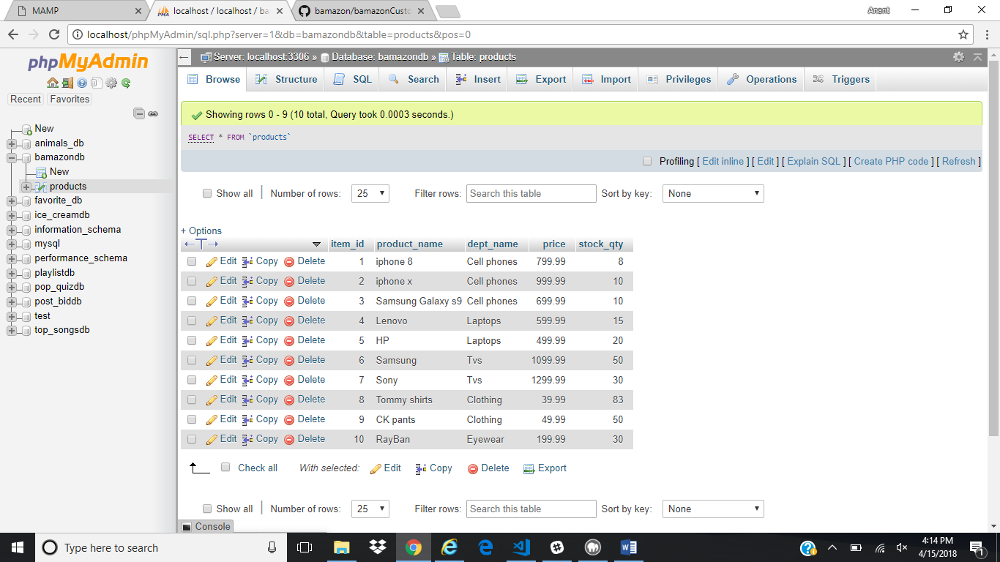 MAMP
localhost / localhost / ba
bamazon/bamazonCusto
Anant
localhost/phpMyAdmin/sql.php?server=1&db=bamazondb&table=products&pos=0
phpMyAdmin
Recent Favorites
New
animals_db
bamazondb
New
products
favorite_db
ice_creamdb
information_schema
mysql
performance_schema
playlistdb
pop_quizdb
post_biddb
test
top_songsdb
Server: localhost:3306 » Database: bamazondb » Table: products
Browse Structure SQL Search Insert Export Import Privileges Operations Triggers
Showing rows 0 - 9 (10 total, Query took 0.0003 seconds.)
SELECT * FROM `products`
Profiling [ Edit inline ] [ Edit ] [ Explain SQL ] [ Create PHP code ] [ Refresh ]
Show all | Number of rows: 25 Filter rows: Search this table Sort by key: None
+ Options
←T→ item_id product_name dept_name price stock_qty
Edit Copy Delete 1 iphone 8 Cell phones 799.99 8
Edit Copy Delete 2 iphone x Cell phones 999.99 10
Edit Copy Delete 3 Samsung Galaxy s9 Cell phones 699.99 10
Edit Copy Delete 4 Lenovo Laptops 599.99 15
Edit Copy Delete 5 HP Laptops 499.99 20
Edit Copy Delete 6 Samsung Tvs 1099.99 50
Edit Copy Delete 7 Sony Tvs 1299.99 30
Edit Copy Delete 8 Tommy shirts Clothing 39.99 83
Edit Copy Delete 9 CK pants Clothing 49.99 50
Edit Copy Delete 10 RayBan Eyewear 199.99 30
Check all With selected: Edit Copy Delete Export
Show all | Number of rows: 25 Filter rows: Search this table Sort by key: None
Console
Type here to search
4:14 PM
4/15/2018
1